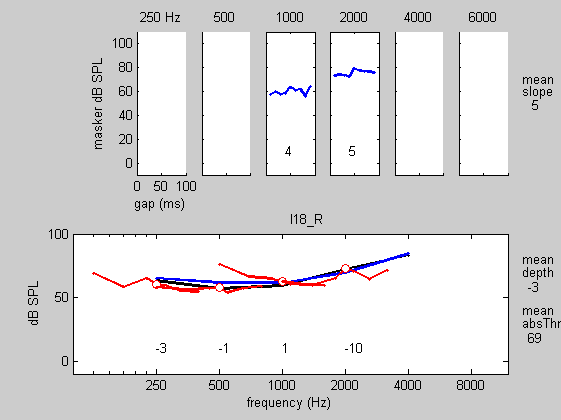 250 Hz 500 1000 2000 4000 6000
100
80
60
40
20
0
masker dB SPL
4
5
mean
slope
5
0 50 100
gap (ms)
I18_R
100
50
0
dB SPL
-3 -1 1 -10
mean
depth
-3
mean
absThr
69
250 500 1000 2000 4000 8000
frequency (Hz)